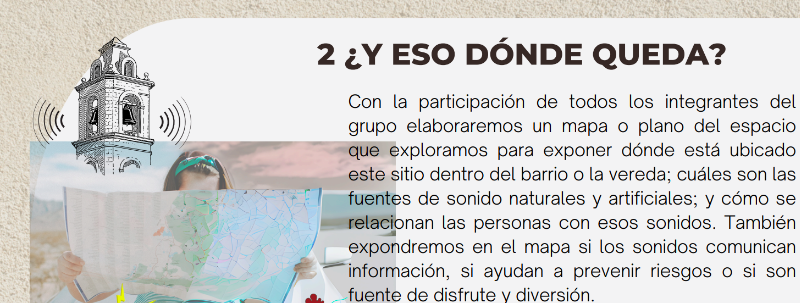 2 ¿Y ESO DÓNDE QUEDA?
Con la participación de todos los integrantes del
grupo elaboraremos un mapa o plano del espacio
que exploramos para exponer dónde está ubicado
este sitio dentro del barrio o la vereda; cuáles son las
fuentes de sonido naturales y artificiales; y cómo se
relacionan las personas con esos sonidos. También
expondremos en el mapa si los sonidos comunican
información, si ayudan a prevenir riesgos o si son
fuente de disfrute y diversión.